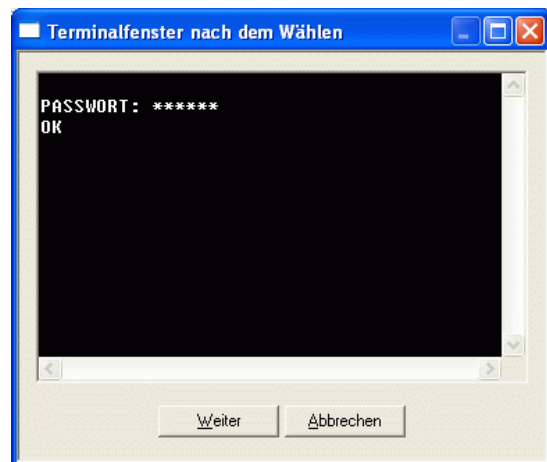 Terminalfenster nach dem Wählen
PASSWORT: ******
OK
Weiter
Abbrechen